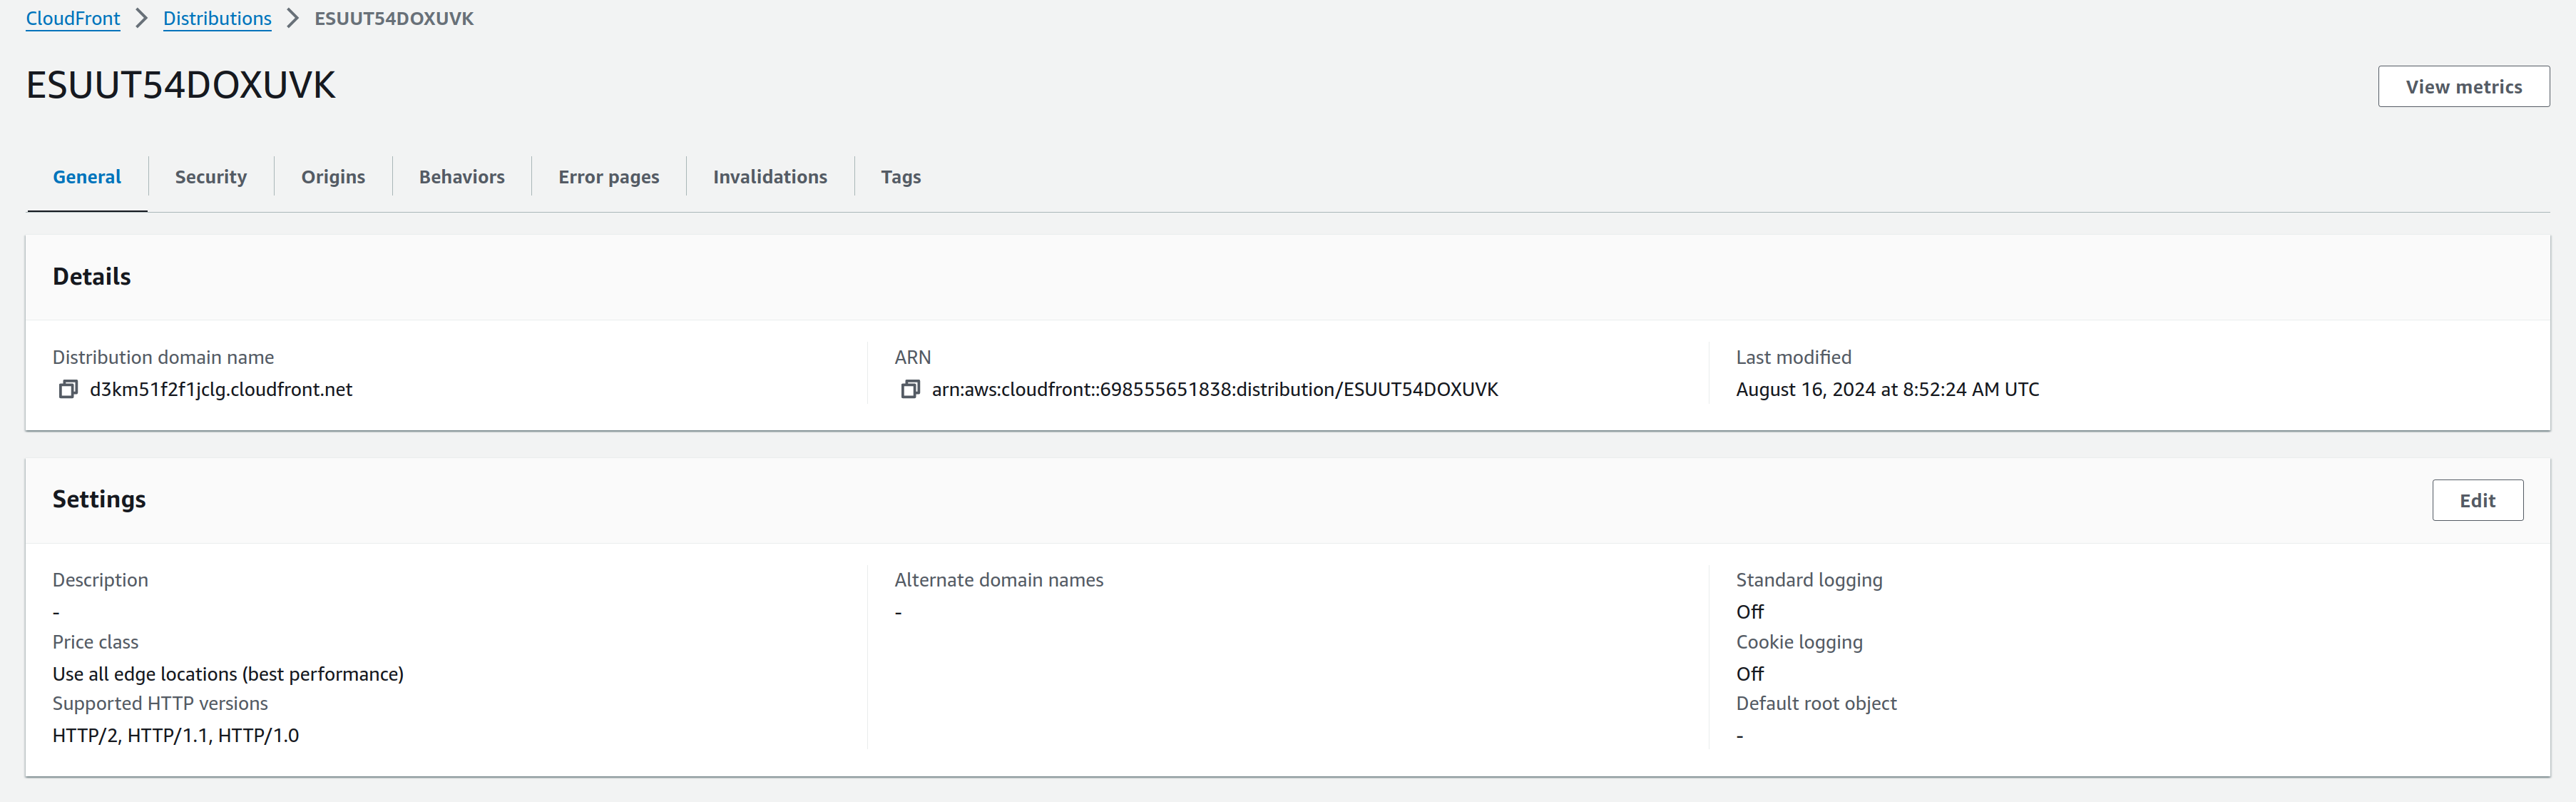 CloudFront > Distributions > ESUUT54DOXUVK
ESUUT54DOXUVK
View metrics
General Security Origins Behaviors Error pages Invalidations Tags
Details
Distribution domain name
d3km51f2f1jclg.cloudfront.net
ARN
arn:aws:cloudfront::698555651838:distribution/ESUUT54DOXUVK
Last modified
August 16, 2024 at 8:52:24 AM UTC
Settings
Edit
Description
-
Price class
Use all edge locations (best performance)
Supported HTTP versions
HTTP/2, HTTP/1.1, HTTP/1.0
Alternate domain names
-
Standard logging
Off
Cookie logging
Off
Default root object
-